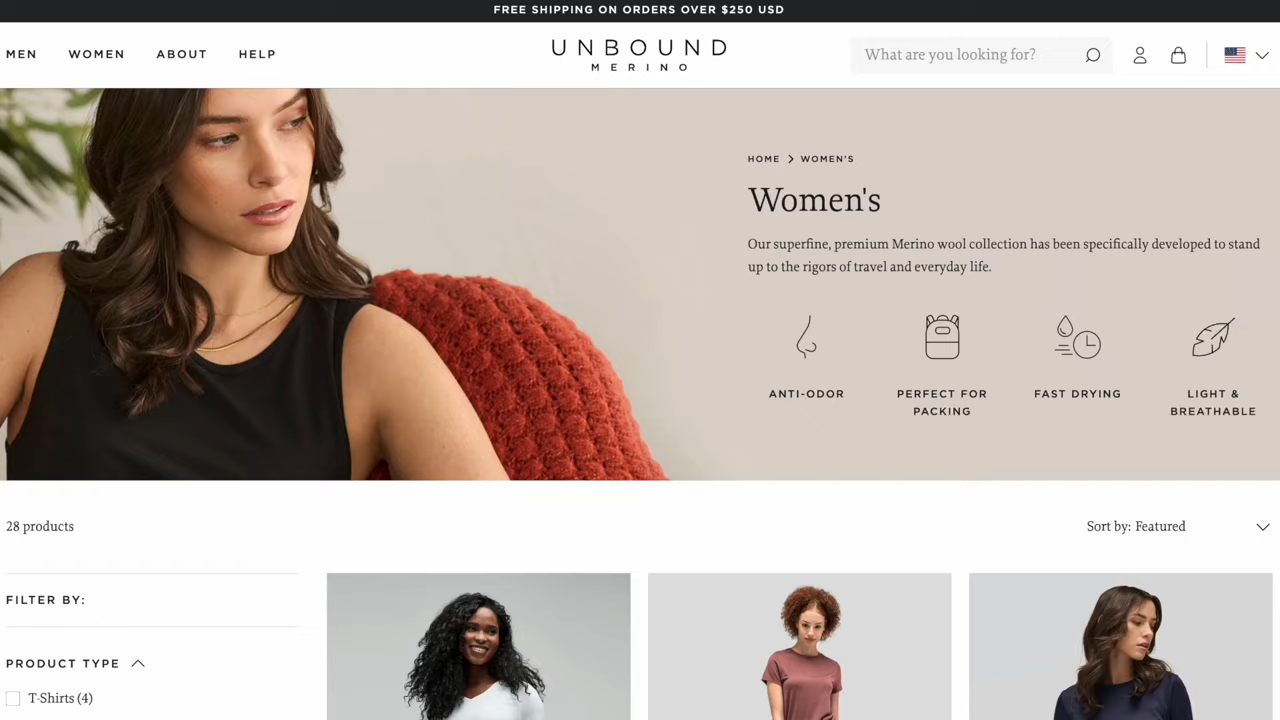 FREE SHIPPING ON ORDERS OVER $250 USD
MEN WOMEN ABOUT HELP
UNBOUND
MERINO
What are you looking for?
HOME > WOMEN'S
Women's
Our superfine, premium Merino wool collection has been specifically developed to stand
up to the rigors of travel and everyday life.
ANTI-ODOR
PERFECT FOR
PACKING
FAST DRYING
LIGHT &
BREATHABLE
28 products
Sort by: Featured
FILTER BY:
PRODUCT TYPE
T-Shirts (4)